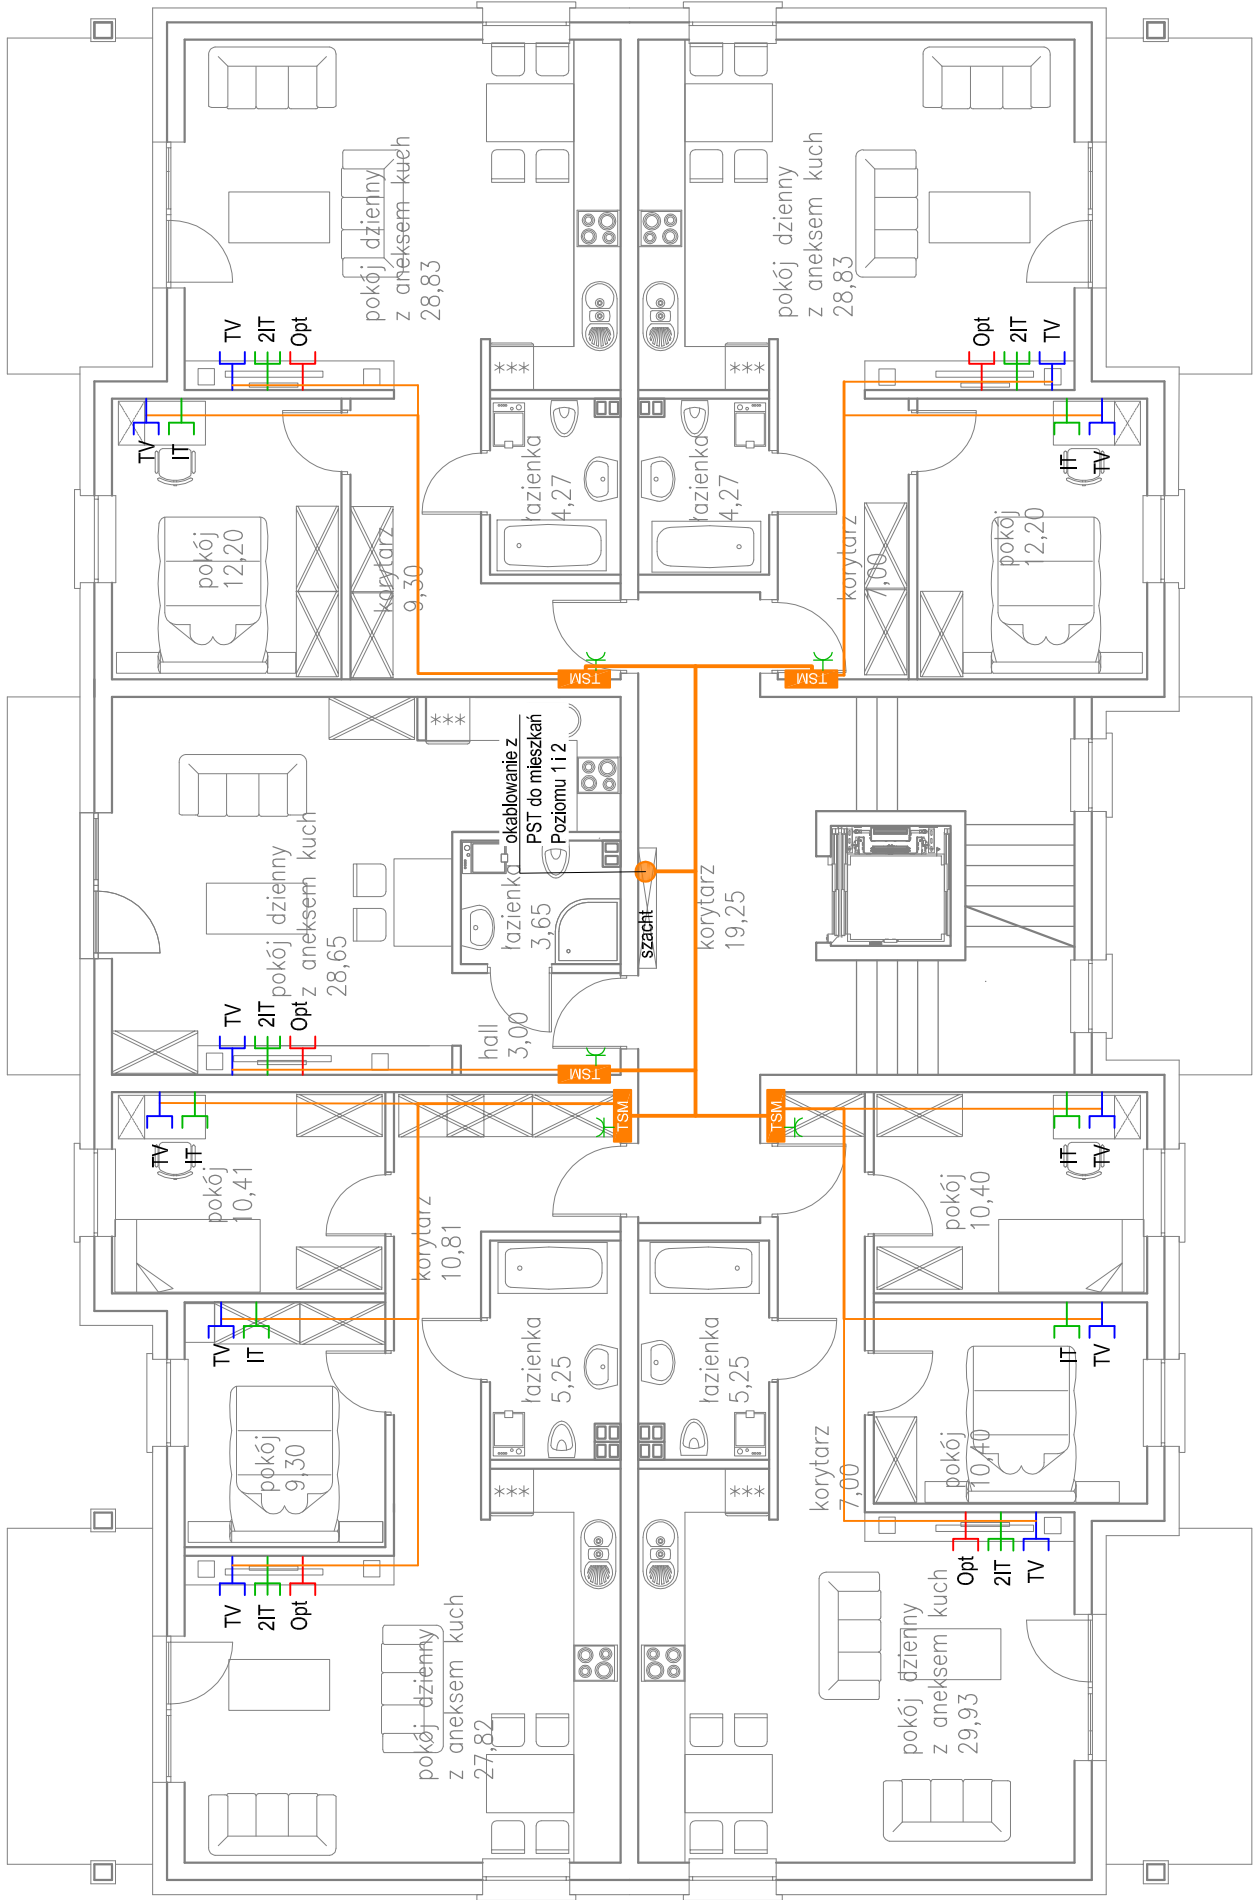 pokój dzienny
z aneksem kuch
28,83
pokój dzienny
z aneksem kuch
28,83
TV
2IT
Opt
Opt
2IT
TV
***
***
TV
IT
IT
TV
łazienka
4,27
łazienka
4,27
pokój
12,20
korytarz
9,30
korytarz
7,00
pokój
12,20
TSM
TSM
***
okablowanie z
PST do mieszkań
Poziomu 1 i 2
pokój dzienny
z aneksem kuch
28,65
łazienka
3,65
szacht
korytarz
19,25
TV
2IT
Opt
hall
3,00
TSM
TSM
TSM
TV
IT
IT
TV
pokój
10,41
korytarz
10,81
pokój
10,40
TV
IT
IT
TV
łazienka
5,25
łazienka
5,25
pokój
9,30
korytarz
7,00
pokój
10,40
***
***
TV
2IT
Opt
Opt
2IT
TV
pokój dzienny
z aneksem kuch
27,82
pokój dzienny
z aneksem kuch
29,93